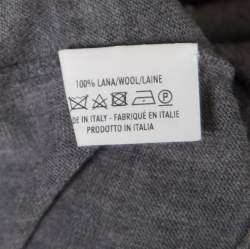 100% LANA/WOOL/LAINE
P
DE IN ITALY - FABRIQUÉ EN ITALIE
PRODOTTO IN ITALIA